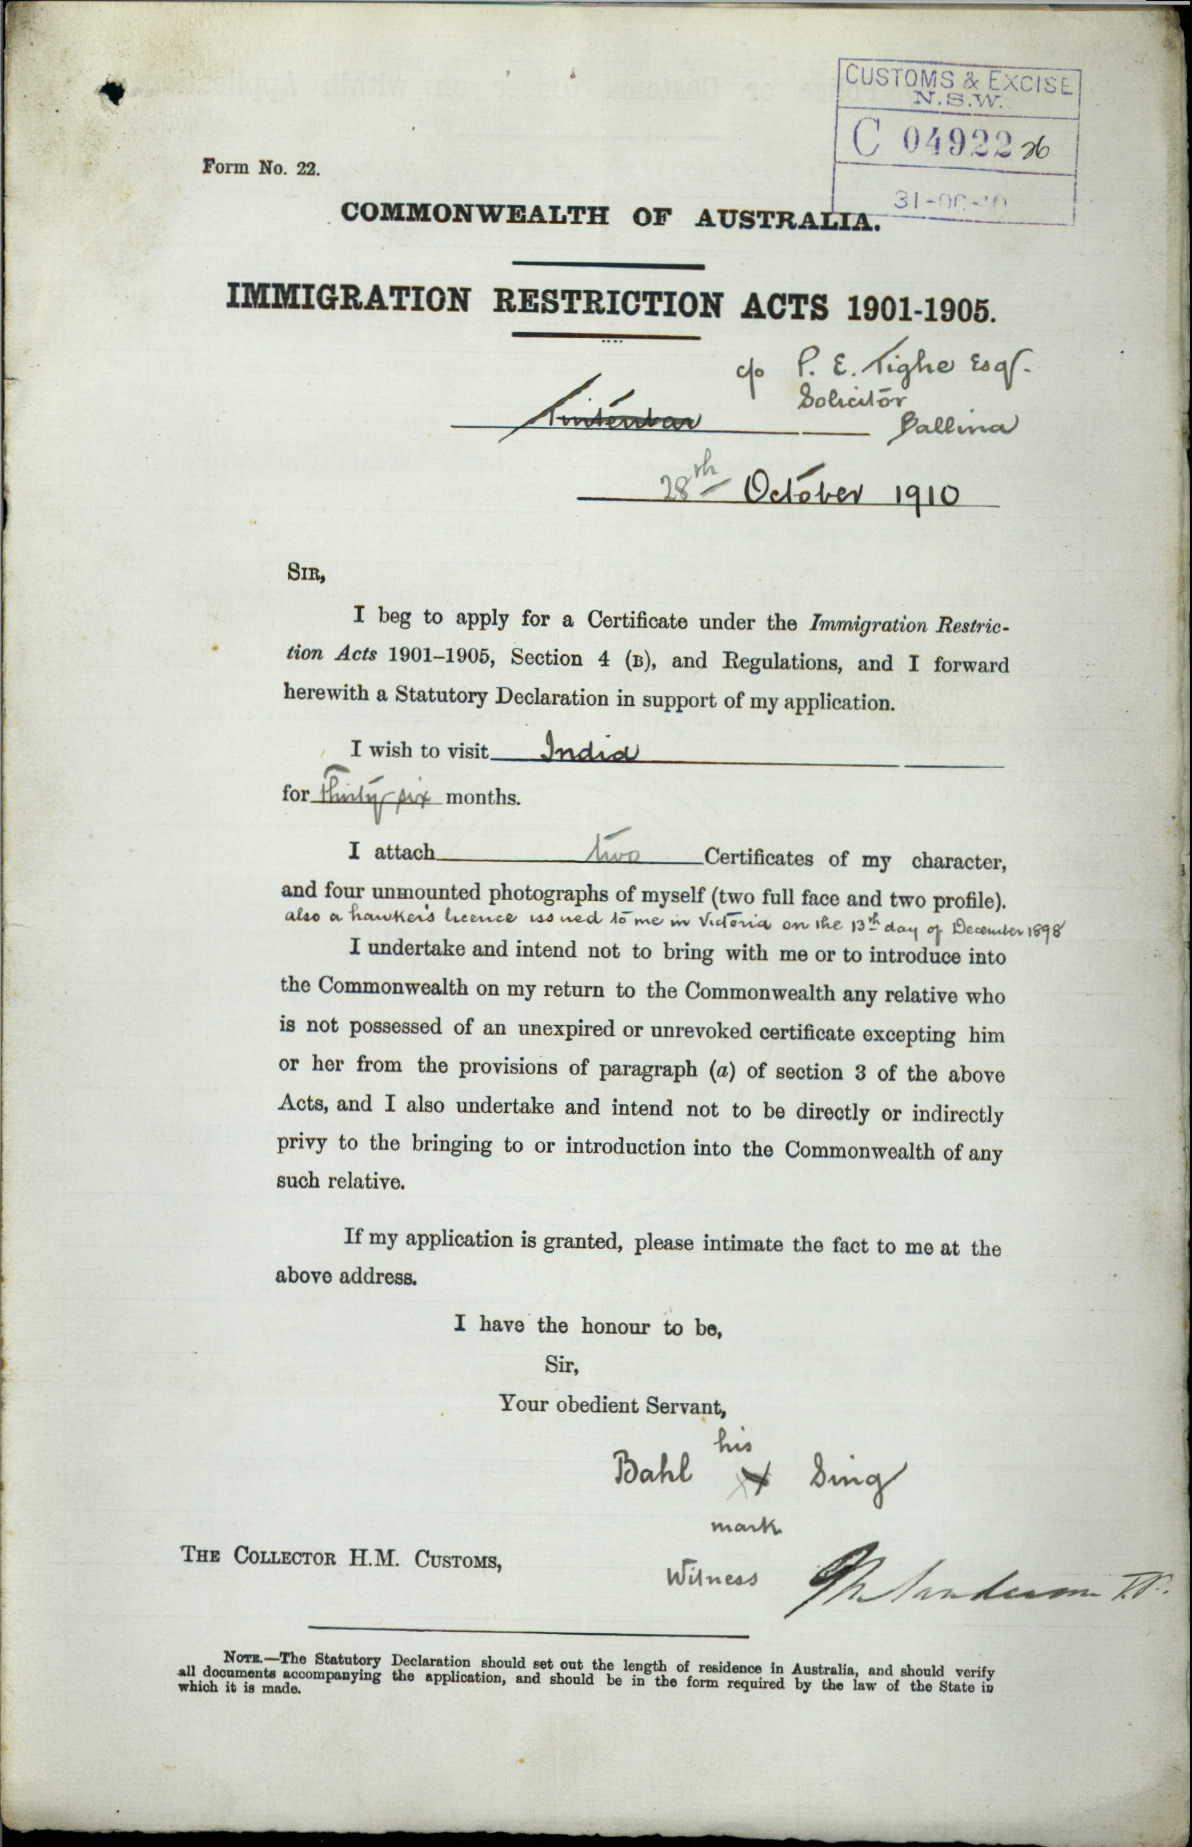 CUSTOMS & EXCISE
N.S.W.
C 04922 26
31-OC-10
Form No. 22.
COMMONWEALTH OF AUSTRALIA.
IMMIGRATION RESTRICTION ACTS 1901-1905.
c/o P. E. Tighe Esqr.
Solicitor
Tintenbar
Ballina
28th October 1910
SIR,
I beg to apply for a Certificate under the Immigration Restric-
tion Acts 1901-1905, Section 4 (B), and Regulations, and I forward
herewith a Statutory Declaration in support of my application.
I wish to visit India
for Thirty six months.
I attach two Certificates of my character,
and four unmounted photographs of myself (two full face and two profile).
also a hawker's licence issued to me in Victoria on the 13th day of December 1898
I undertake and intend not to bring with me or to introduce into
the Commonwealth on my return to the Commonwealth any relative who
is not possessed of an unexpired or unrevoked certificate excepting him
or her from the provisions of paragraph (a) of section 3 of the above
Acts, and I also undertake and intend not to be directly or indirectly
privy to the bringing to or introduction into the Commonwealth of any
such relative.
If my application is granted, please intimate the fact to me at the
above address.
I have the honour to be,
Sir,
Your obedient Servant,
his
Bahl X Sing
mark
THE COLLECTOR H.M. CUSTOMS,
Witness
NOTE.—The Statutory Declaration should set out the length of residence in Australia, and should verify
all documents accompanying the application, and should be in the form required by the law of the State in
which it is made.